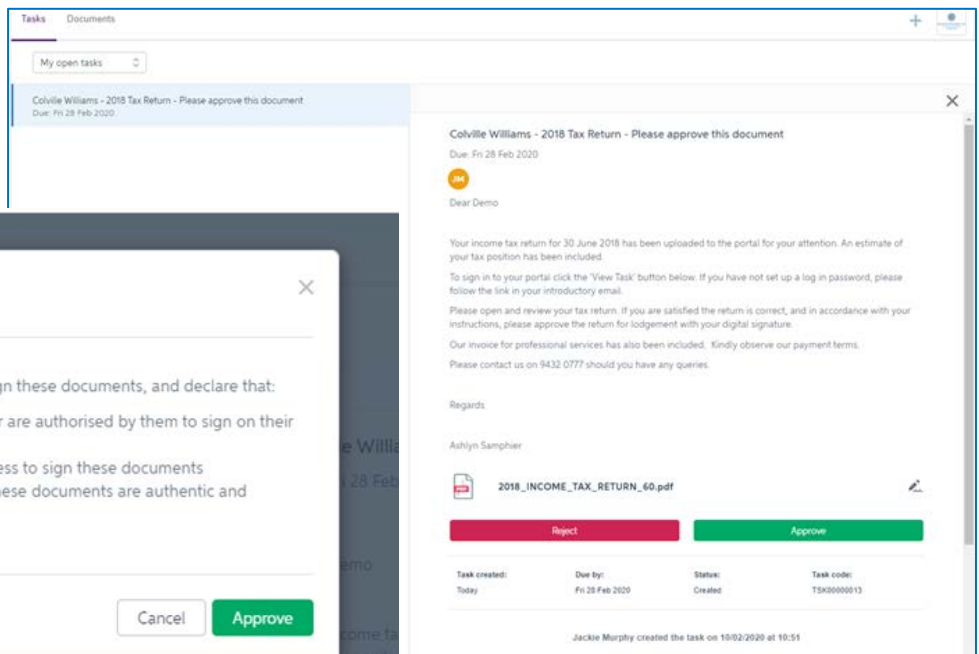 Tasks Documents
My open tasks
Colville Williams - 2018 Tax Return - Please approve this document
Due: Fri 28 Feb 2020
Colville Williams - 2018 Tax Return - Please approve this document
Due: Fri 28 Feb 2020
JM
Dear Demo
Your income tax return for 30 June 2018 has been uploaded to the portal for your attention. An estimate of
your tax position has been included.
To sign in to your portal click the 'View Task' button below. If you have not set up a log in password, please
follow the link in your introductory email.
Please open and review your tax return. If you are satisfied the return is correct, and in accordance with your
instructions, please approve the return for lodgement with your digital signature.
Our invoice for professional services has also been included. Kindly observe our payment terms.
Please contact us on 9432 0777 should you have any queries.
Regards
Ashlyn Samphier
PDF
2018_INCOME_TAX_RETURN_60.pdf
Reject Approve
Task created: Due by: Status: Task code:
Today Fri 28 Feb 2020 Created TSK00000013
Jackie Murphy created the task on 10/02/2020 at 10:51
gn these documents, and declare that:
r are authorised by them to sign on their
ess to sign these documents
hese documents are authentic and
Cancel Approve
e Willia
i 28 Feb
emo
come ta